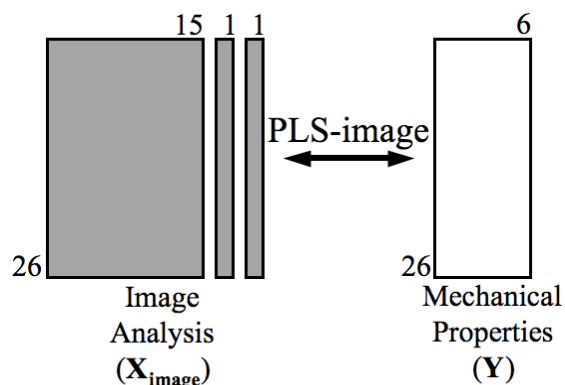 15 1 1
6
PLS-image
26
26
Image
Analysis
(Ximage)
Mechanical
Properties
(Y)